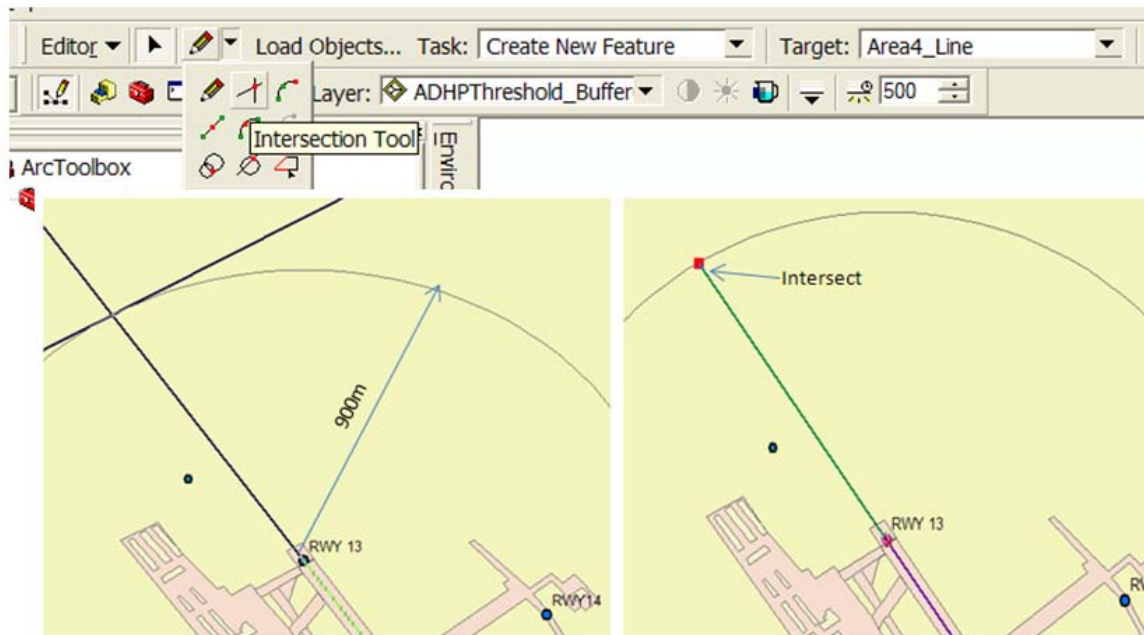 Editor Load Objects... Task: Create New Feature Target: Area4_Line
Layer: ADHPThreshold_Buffer 500
Intersection Tool
ArcToolbox
Enviro
900m
RWY 13
RWY14
Intersect
RWY 13